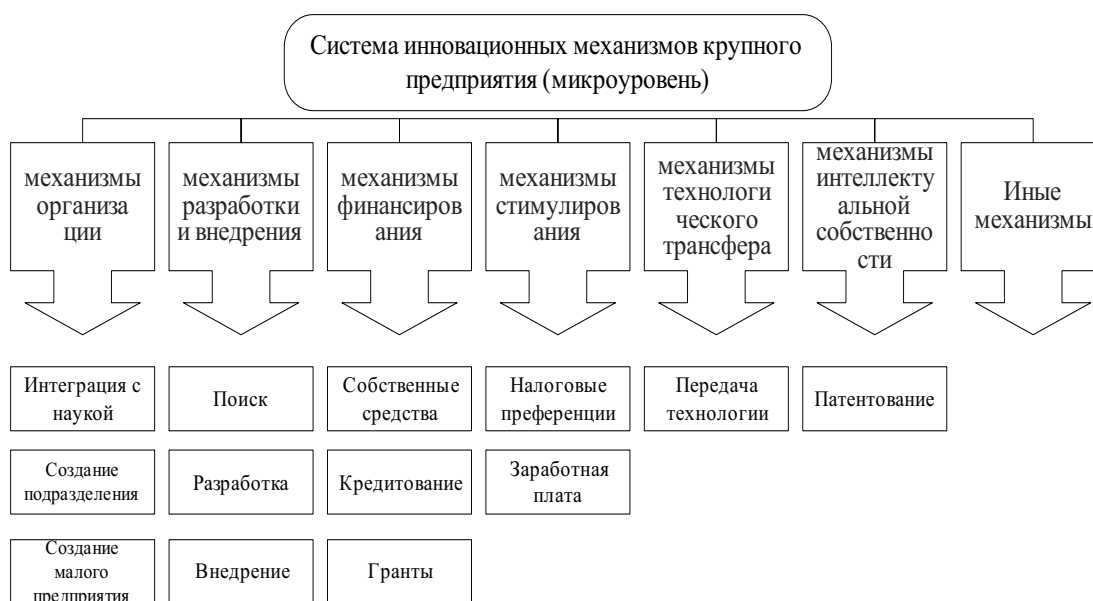 Система инновационных механизмов крупного
предприятия (микроуровень)
механизмы
организа
ции
механизмы
разработки
и внедрения
механизмы
финансиров
ания
механизмы
стимулиров
ания
механизмы
технологи
ческого
трансфера
механизмы
интеллекту
альной
собственно
сти
Иные
механизмы
Интеграция с
наукой
Поиск
Собственные
средства
Налоговые
преференции
Передача
технологии
Патентование
Создание
подразделения
Разработка
Кредитование
Заработная
плата
Создание
малого
предприятия
Внедрение
Гранты